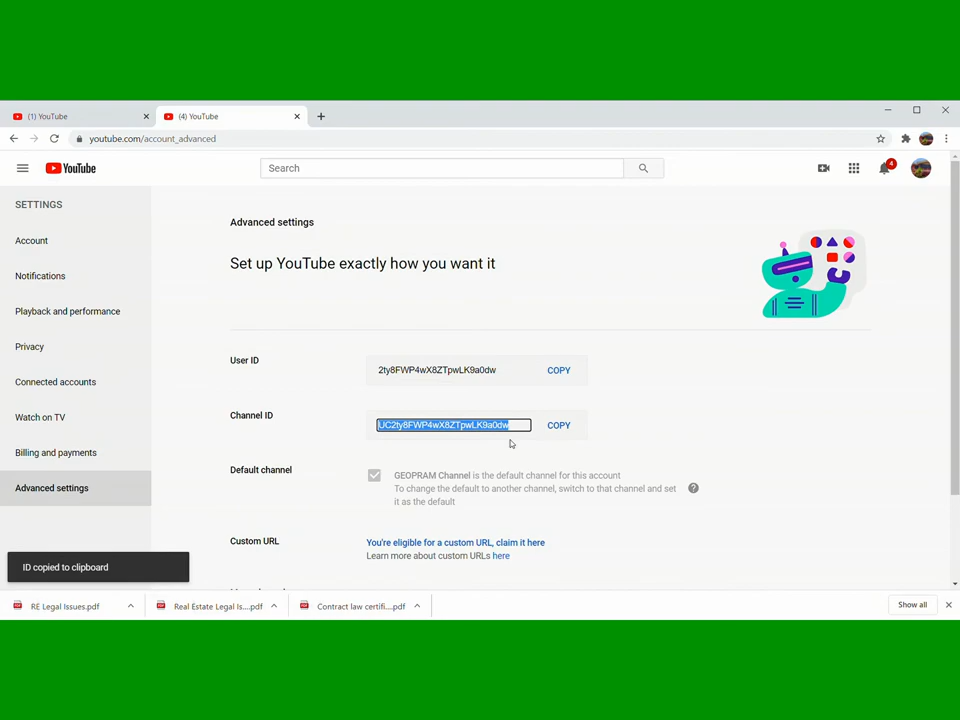 (1) YouTube
(4) YouTube
youtube.com/account_advanced
YouTube
Search
4
SETTINGS
Account
Notifications
Playback and performance
Privacy
Connected accounts
Watch on TV
Billing and payments
Advanced settings
Advanced settings
Set up YouTube exactly how you want it
User ID
2ty8FWP4wX8ZTpwLK9a0dw
COPY
Channel ID
UC2ty8FWP4wX8ZTpwLK9a0dw
COPY
Default channel
GEOPRAM Channel is the default channel for this account
To change the default to another channel, switch to that channel and set
it as the default
Custom URL
You're eligible for a custom URL, claim it here
Learn more about custom URLs here
ID copied to clipboard
RE Legal Issues.pdf
Real Estate Legal Is....pdf
Contract law certifi....pdf
Show all